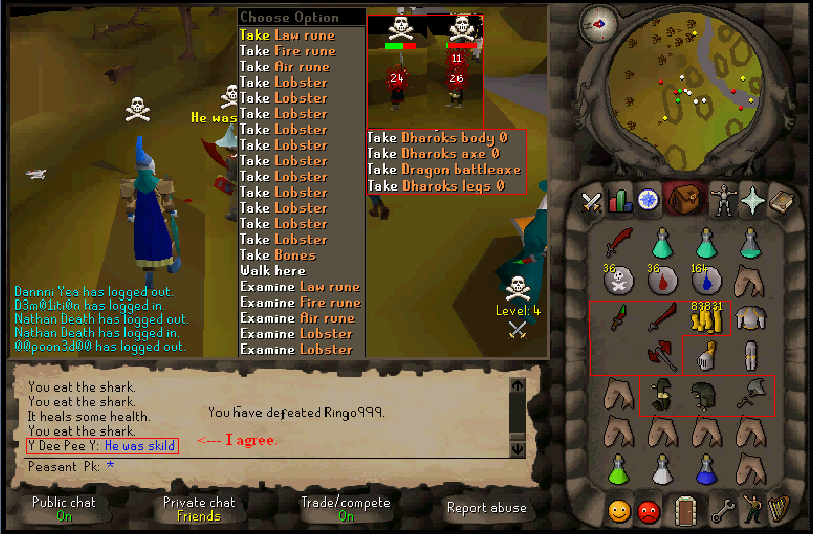 Choose Option
Take Law rune
Take Fire rune
Take Air rune
Take Lobster
Take Lobster
Take Lobster
Take Lobster
Take Lobster
Take Lobster
Take Lobster
Take Lobster
Take Lobster
Take Lobster
Take Lobster
Take Bones
Walk here
Examine Law rune
Examine Fire rune
Examine Air rune
Examine Lobster
Examine Lobster
He was
11
24
26
Take Dharoks body 0
Take Dharoks axe 0
Take Dragon battleaxe
Take Dharoks legs 0
Level: 4
Dannni Yea has logged out.
D3m01iti0n has logged in.
Nathan Death has logged out.
Nathan Death has logged in.
00poon3d00 has logged out.
36
36
164
83831
You eat the shark.
You eat the shark.
It heals some health.
You eat the shark.
Y Dee Pee Y: He was skild
Peasant Pk: *
You have defeated Ringo999.
<--- I agree.
Public chat
On
Private chat
Friends
Trade/compete
On
Report abuse